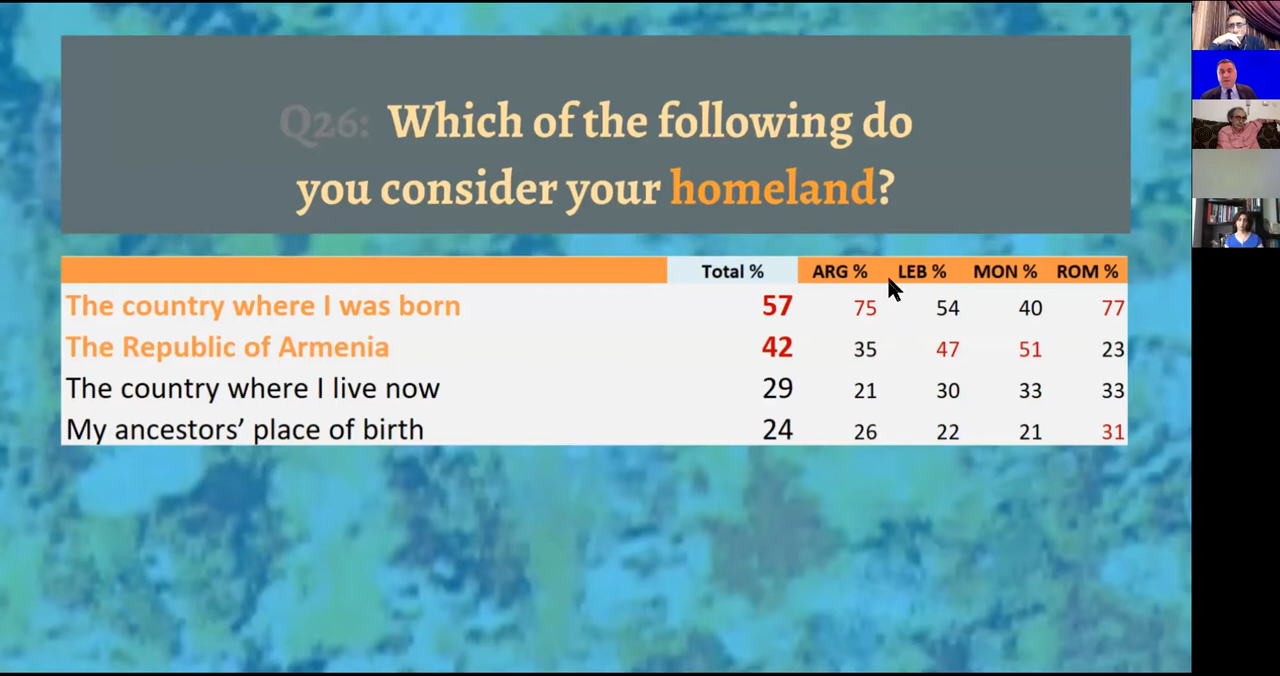 Q26: Which of the following do
you consider your homeland?
Total % ARG % LEB % MON % ROM %
The country where I was born 57 75 54 40 77
The Republic of Armenia 42 35 47 51 23
The country where I live now 29 21 30 33 33
My ancestors’ place of birth 24 26 22 21 31